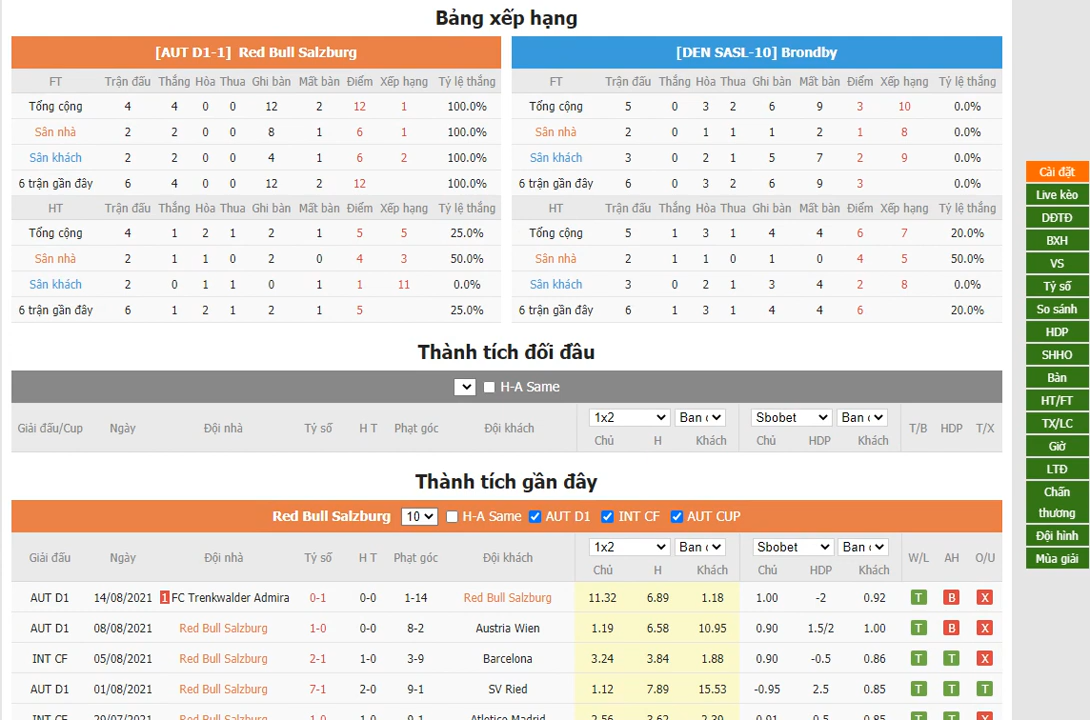 Bảng xếp hạng
[AUT D1-1] Red Bull Salzburg
FT Trận đấu Thắng Hòa Thua Ghi bàn Mất bàn Điểm Xếp hạng Tỷ lệ thắng
Tổng cộng 4 4 0 0 12 2 12 1 100.0%
Sân nhà 2 2 0 0 8 1 6 1 100.0%
Sân khách 2 2 0 0 4 1 6 2 100.0%
6 trận gần đây 6 4 0 0 12 2 12 100.0%
HT Trận đấu Thắng Hòa Thua Ghi bàn Mất bàn Điểm Xếp hạng Tỷ lệ thắng
Tổng cộng 4 1 2 1 2 1 5 5 25.0%
Sân nhà 2 1 1 0 2 0 4 3 50.0%
Sân khách 2 0 1 1 0 1 1 11 0.0%
6 trận gần đây 6 1 2 1 2 1 5 25.0%
[DEN SASL-10] Brondby
FT Trận đấu Thắng Hòa Thua Ghi bàn Mất bàn Điểm Xếp hạng Tỷ lệ thắng
Tổng cộng 5 0 3 2 6 9 3 10 0.0%
Sân nhà 2 0 1 1 1 2 1 8 0.0%
Sân khách 3 0 2 1 5 7 2 9 0.0%
6 trận gần đây 6 0 3 2 6 9 3 0.0%
HT Trận đấu Thắng Hòa Thua Ghi bàn Mất bàn Điểm Xếp hạng Tỷ lệ thắng
Tổng cộng 5 1 3 1 4 4 6 7 20.0%
Sân nhà 2 1 1 0 1 0 4 5 50.0%
Sân khách 3 0 2 1 3 4 2 8 0.0%
6 trận gần đây 6 1 3 1 4 4 6 20.0%
Thành tích đối đầu
H-A Same
Giải đấu/Cup Ngày Đội nhà Tỷ số H T Phạt góc Đội khách 1x2 Ban Sbobet Ban T/B HDP T/X
Chủ H Khách Chủ HDP Khách
Thành tích gần đây
Red Bull Salzburg 10 H-A Same AUT D1 INT CF AUT CUP
Giải đấu Ngày Đội nhà Tỷ số H T Phạt góc Đội khách 1x2 Ban Sbobet Ban W/L AH O/U
Chủ H Khách Chủ HDP Khách
AUT D1 14/08/2021 1 FC Trenkwalder Admira 0-1 0-0 1-14 Red Bull Salzburg 11.32 6.89 1.18 1.00 -2 0.92 T B X
AUT D1 08/08/2021 Red Bull Salzburg 1-0 0-0 8-2 Austria Wien 1.19 6.58 10.95 0.90 1.5/2 1.00 T B X
INT CF 05/08/2021 Red Bull Salzburg 2-1 1-0 3-9 Barcelona 3.24 3.84 1.88 0.90 -0.5 0.86 T T X
AUT D1 01/08/2021 Red Bull Salzburg 7-1 2-0 9-1 SV Ried 1.12 7.89 15.53 -0.95 2.5 0.85 T T T
Cài đặt
Live kèo
DĐTĐ
BXH
VS
Tỷ số
So sánh
HDP
SHHO
Bàn
HT/FT
TX/LC
Giờ
LTĐ
Chấn
thương
Đội hình
Mùa giải